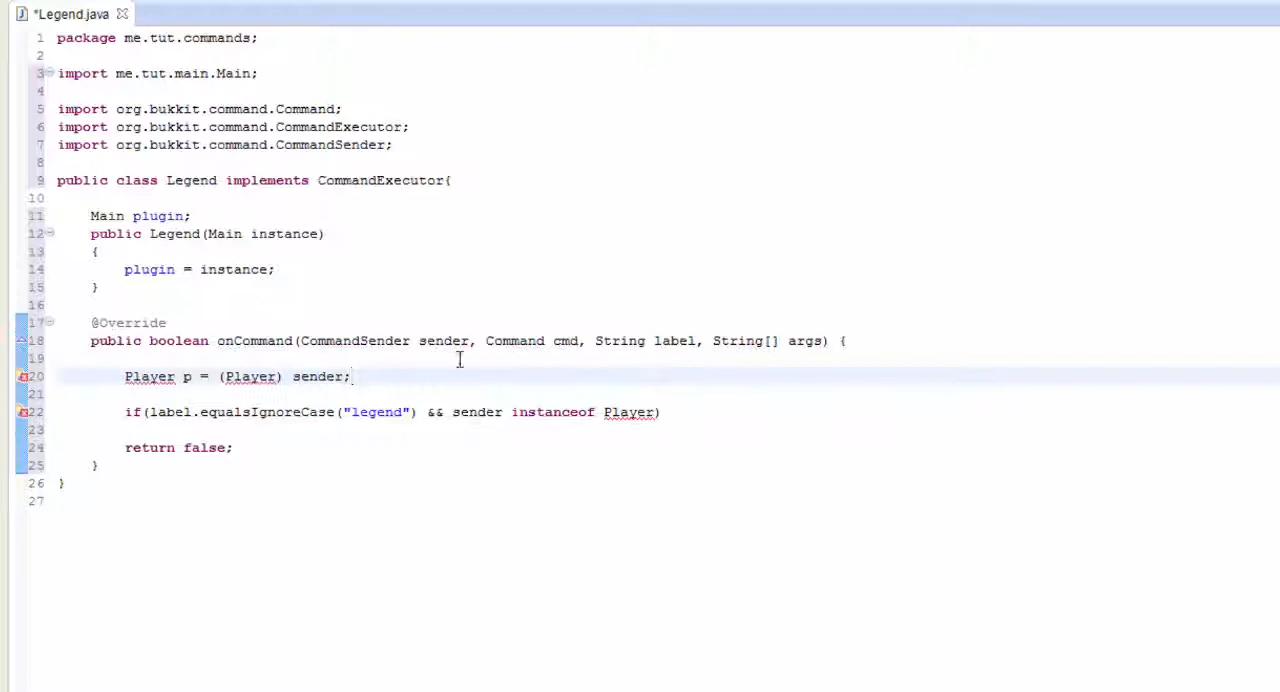 *Legend.java
1 package me.tut.commands;
2
3 import me.tut.main.Main;
4
5 import org.bukkit.command.Command;
6 import org.bukkit.command.CommandExecutor;
7 import org.bukkit.command.CommandSender;
8
9 public class Legend implements CommandExecutor{
10
11 Main plugin;
12 public Legend(Main instance)
13 {
14 plugin = instance;
15 }
16
17 @Override
18 public boolean onCommand(CommandSender sender, Command cmd, String label, String[] args) {
19
20 Player p = (Player) sender;
21
22 if(label.equalsIgnoreCase("legend") && sender instanceof Player)
23
24 return false;
25 }
26 }
27